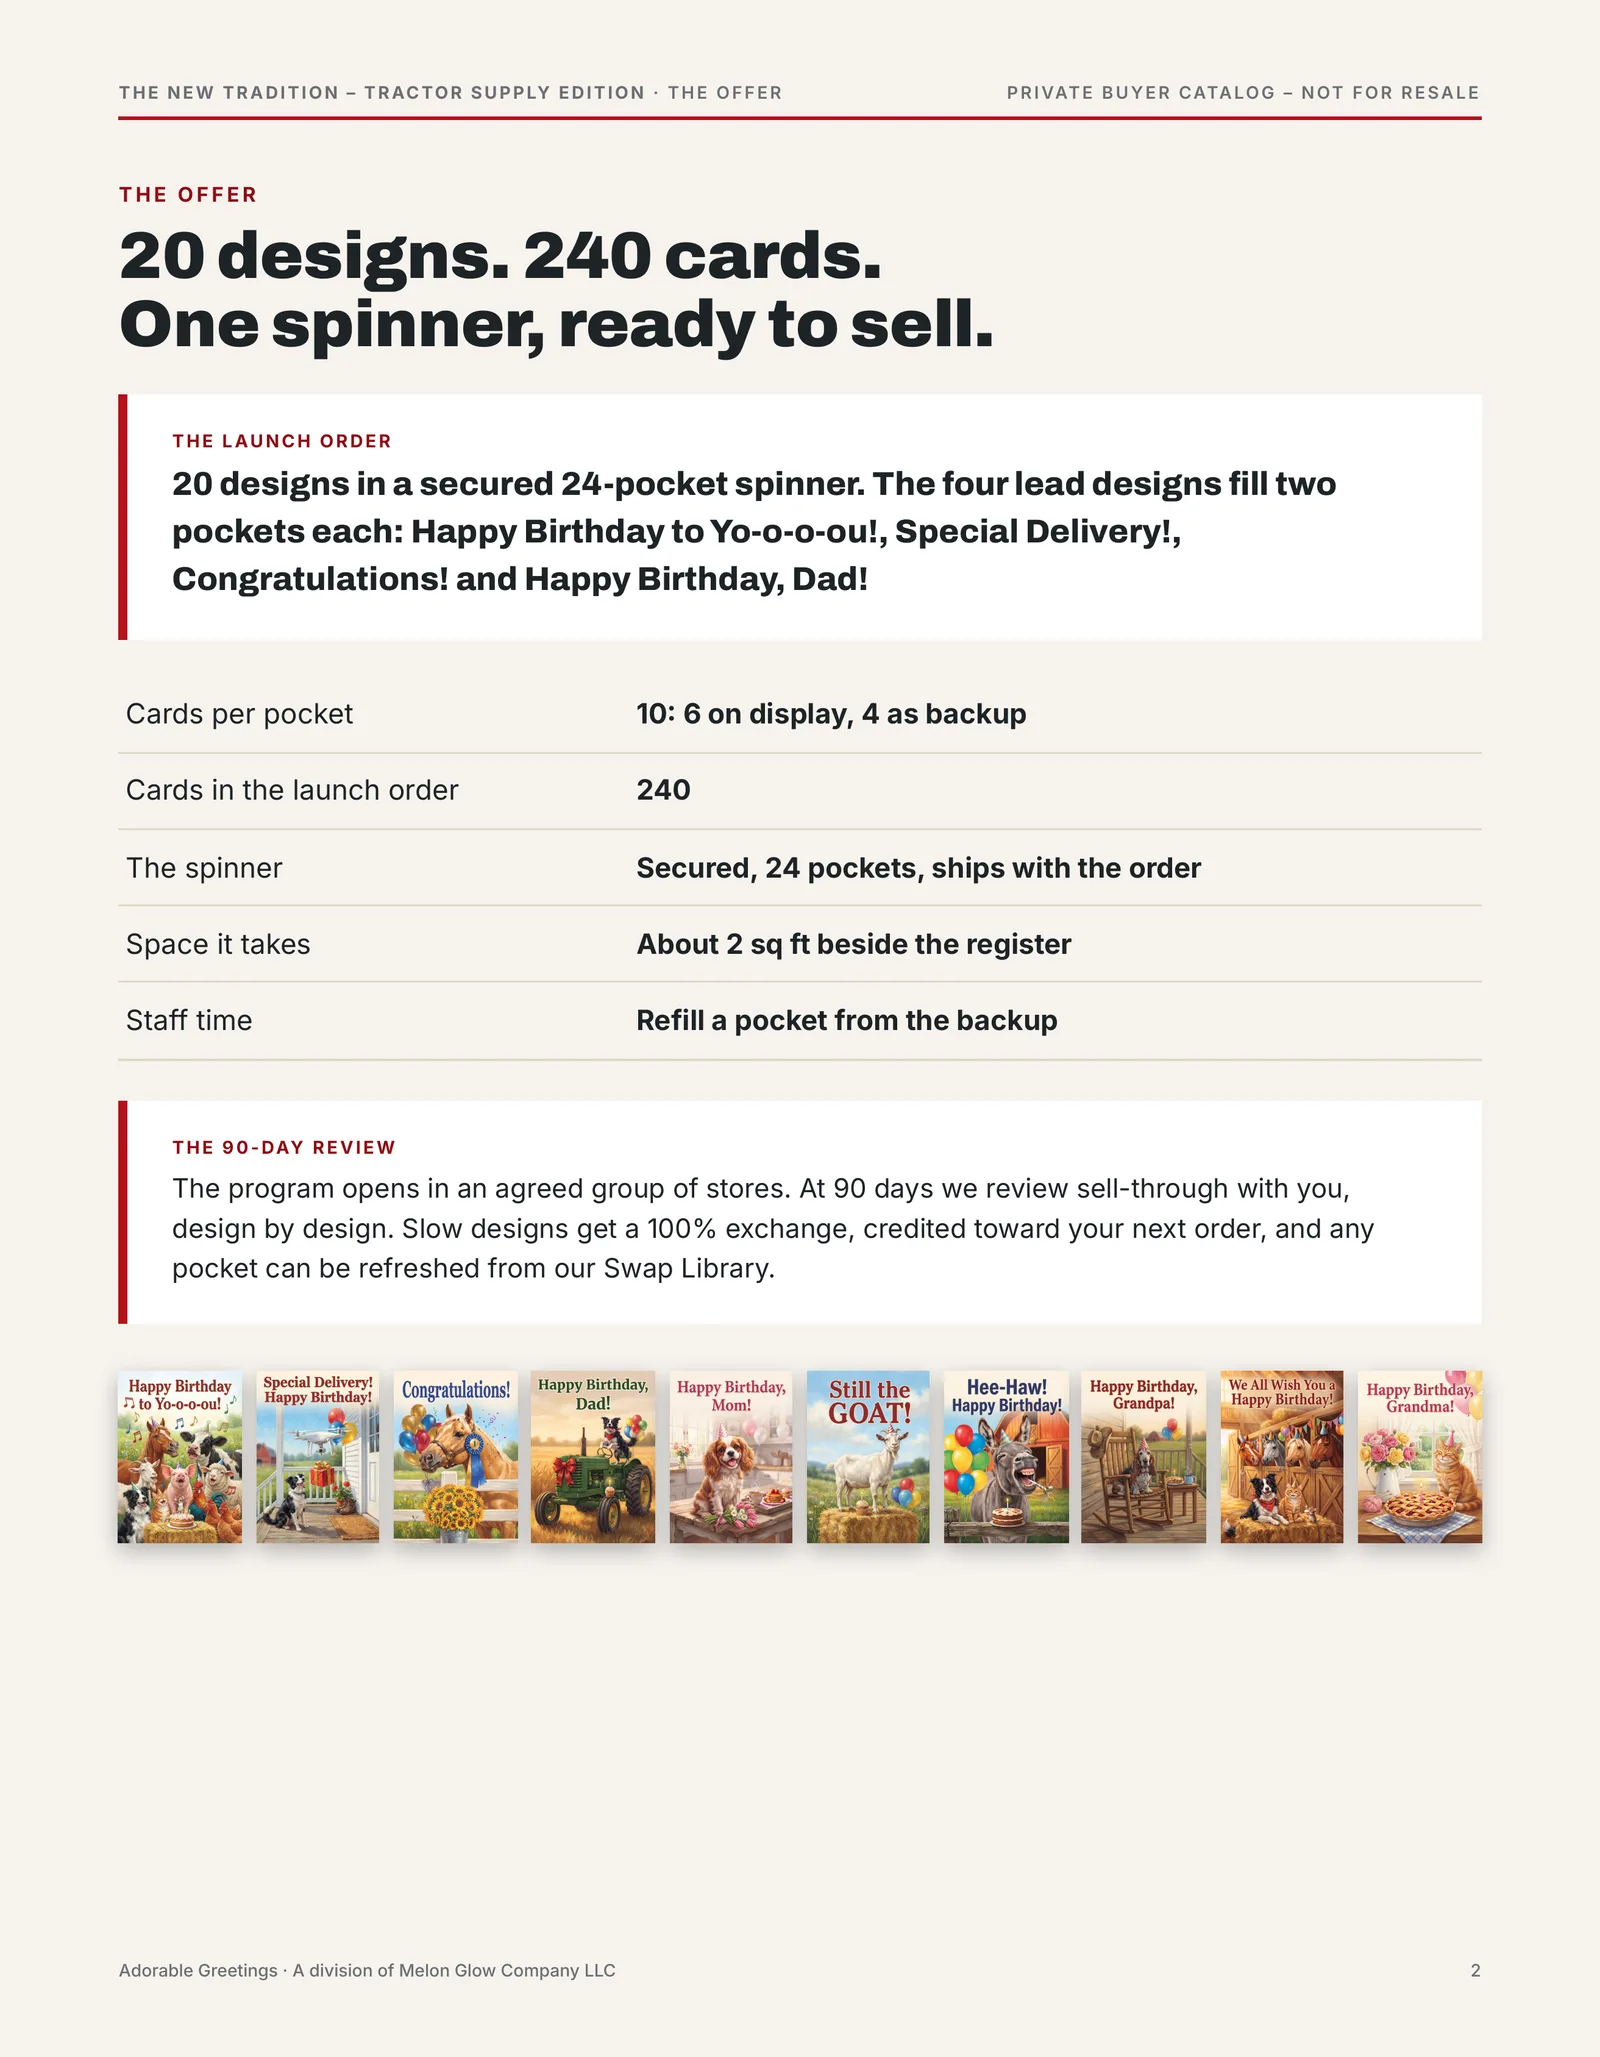 THE NEW TRADITION – TRACTOR SUPPLY EDITION · THE OFFER
PRIVATE BUYER CATALOG – NOT FOR RESALE
THE OFFER
20 designs. 240 cards.
One spinner, ready to sell.
THE LAUNCH ORDER
20 designs in a secured 24-pocket spinner. The four lead designs fill two
pockets each: Happy Birthday to Yo-o-o-ou!, Special Delivery!,
Congratulations! and Happy Birthday, Dad!
Cards per pocket
10: 6 on display, 4 as backup
Cards in the launch order
240
The spinner
Secured, 24 pockets, ships with the order
Space it takes
About 2 sq ft beside the register
Staff time
Refill a pocket from the backup
THE 90-DAY REVIEW
The program opens in an agreed group of stores. At 90 days we review sell-through with you,
design by design. Slow designs get a 100% exchange, credited toward your next order, and any
pocket can be refreshed from our Swap Library.
Happy Birthday
to Yo-o-o-ou!
Special Delivery!
Happy Birthday!
Congratulations!
Happy Birthday,
Dad!
Happy Birthday,
Mom!
Still the
GOAT!
Hee-Haw!
Happy Birthday!
Happy Birthday,
Grandpa!
We All Wish You a
Happy Birthday!
Happy Birthday,
Grandma!
Adorable Greetings · A division of Melon Glow Company LLC
2